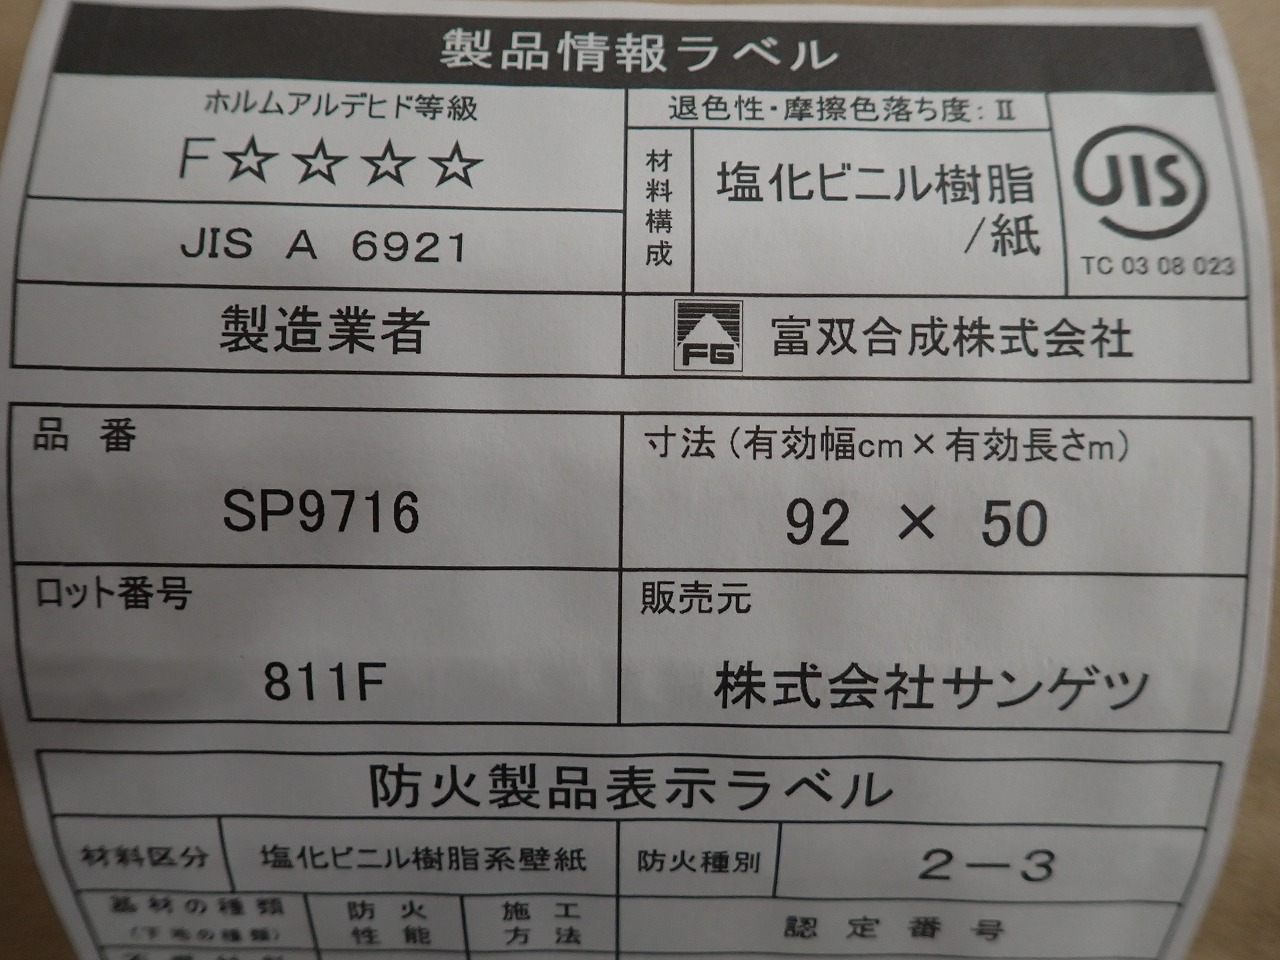 製品情報ラベル
ホルムアルデヒド等級
F☆☆☆☆
JIS A 6921
退色性・摩擦色落ち度：Ⅱ
材料構成
塩化ビニル樹脂
/紙
JIS
TC 03 08 023
製造業者
FG
富双合成株式会社
品 番
SP9716
寸法（有効幅cm×有効長さm）
92 × 50
ロット番号
811F
販売元
株式会社サンゲツ
防火製品表示ラベル
材料区分
塩化ビニル樹脂系壁紙
防火種別
2－3
基材の種類
（下地の種類）
防火
性能
施工
方法
認定番号